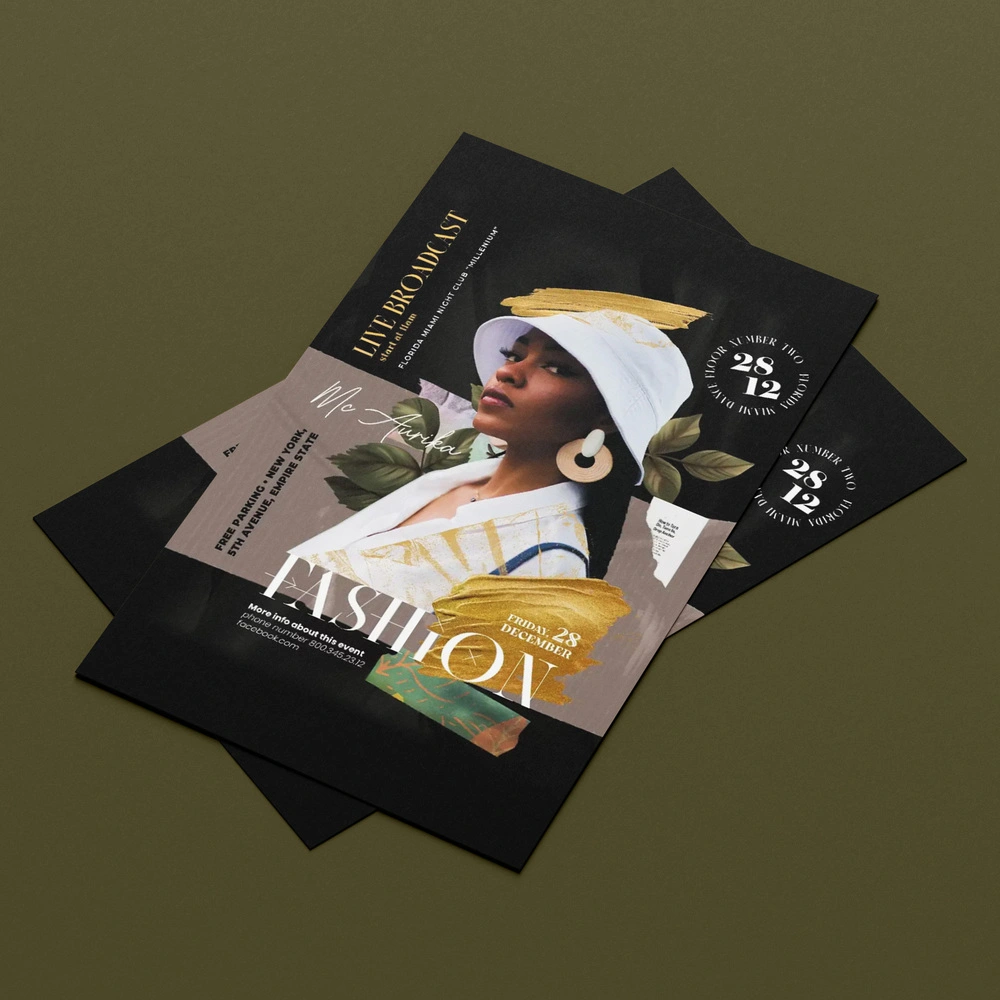 LIVE BROADCAST
start at 11am
FLORIDA MIAMI NIGHT CLUB "MILLENIUM"
FLOOR NUMBER TWO FLORIDA MIAMI DANCE
28
12
Mc Aurika
FREE PARKING • NEW YORK,
5TH AVENUE, EMPIRE STATE
FASHION
FRIDAY, 28
DECEMBER
More info about this event
phone number 800.345.23.12
facebook.com
NUMBER TWO FLORIDA MIAMI
28
12